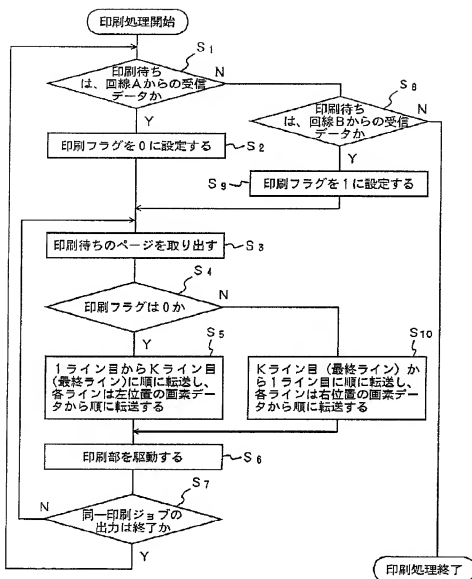 印刷処理開始
S1
印刷待ち
は、回線Aからの受信
データか
N
Y
S8
印刷待ち
は、回線Bからの受信
データか
N
Y
印刷フラグを0に設定する
S2
S9
印刷フラグを1に設定する
印刷待ちのページを取り出す
S3
S4
印刷フラグは0か
N
Y
S5
1ライン目からKライン目
(最終ライン)に順に転送し、
各ラインは左位置の画素デー
タから順に転送する
S10
Kライン目(最終ライン)
から1ライン目に順に転送し、
各ラインは右位置の画素デー
タから順に転送する
印刷部を駆動する
S6
S7
N
同一印刷ジョブの
出力は終了か
Y
印刷処理終了